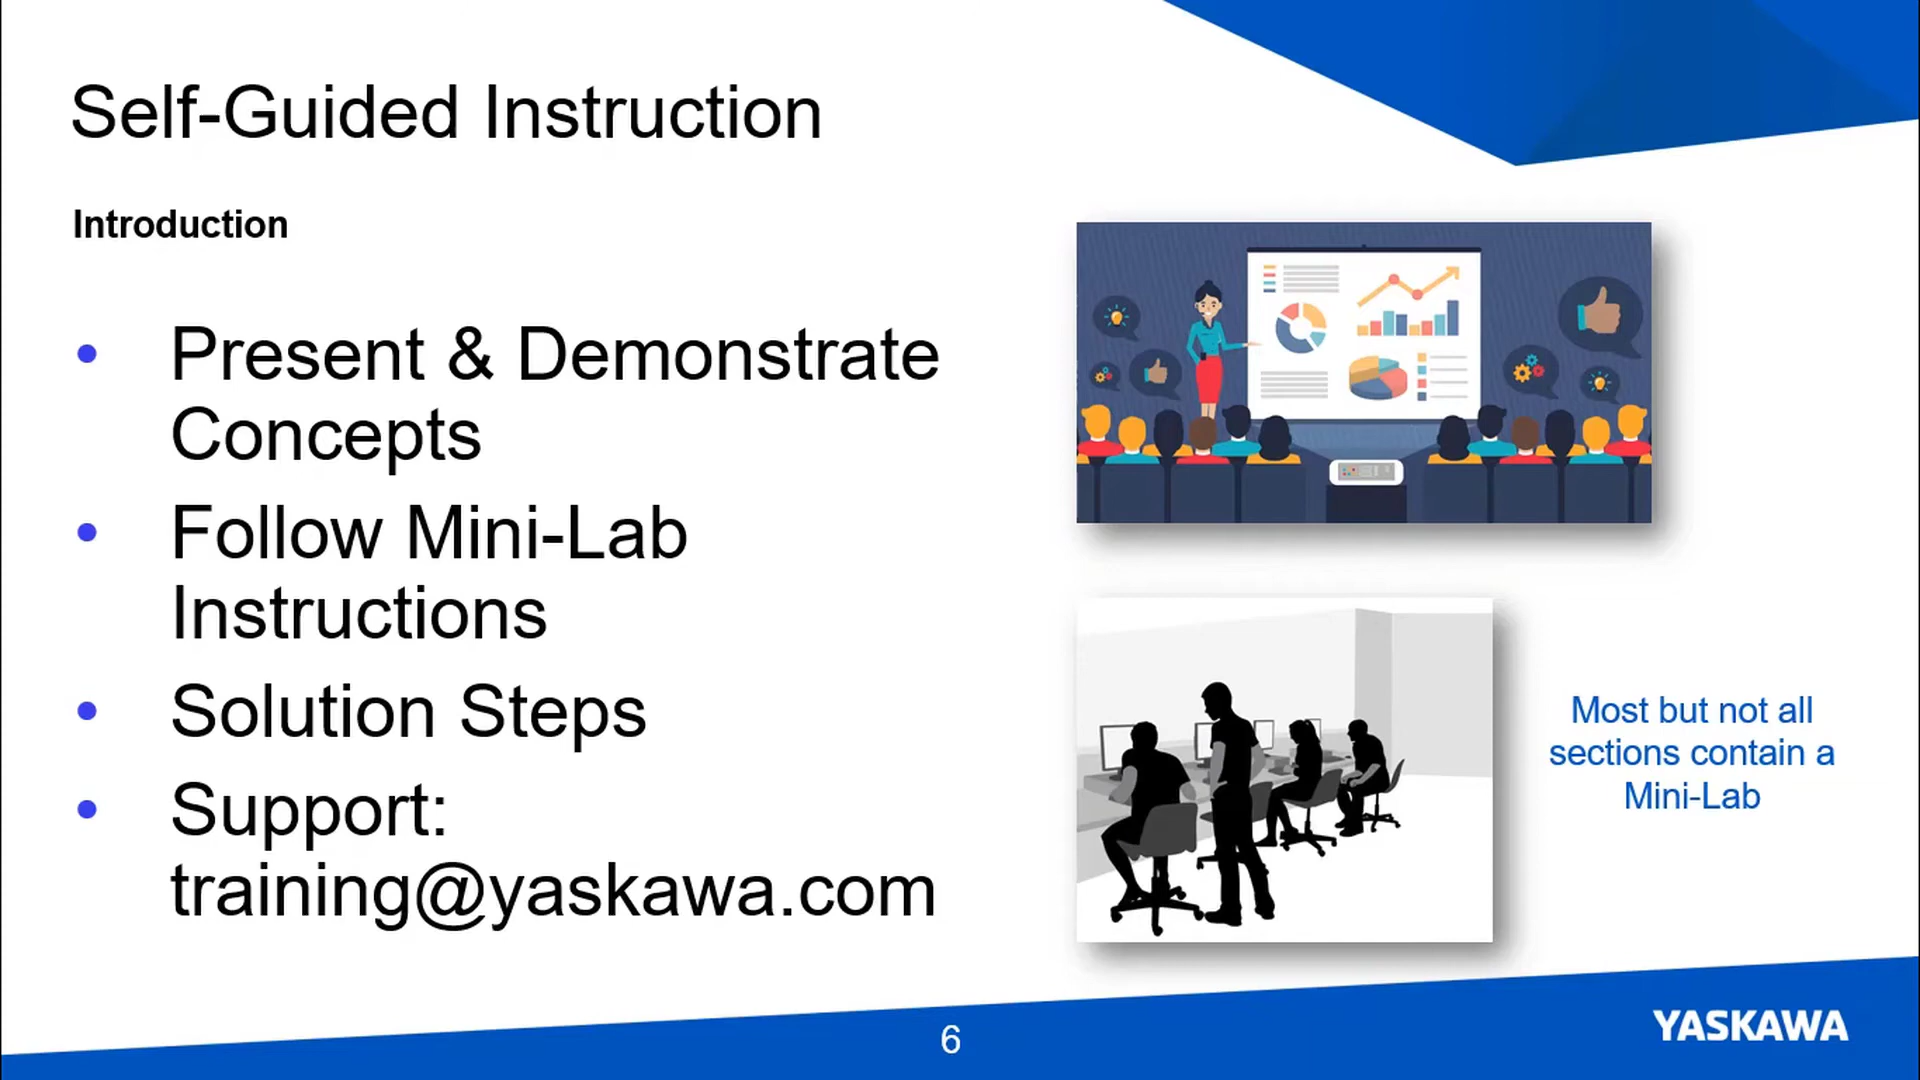 Self-Guided Instruction
Introduction
• Present & Demonstrate
Concepts
• Follow Mini-Lab
Instructions
• Solution Steps
• Support:
training@yaskawa.com
Most but not all
sections contain a
Mini-Lab
6
YASKAWA